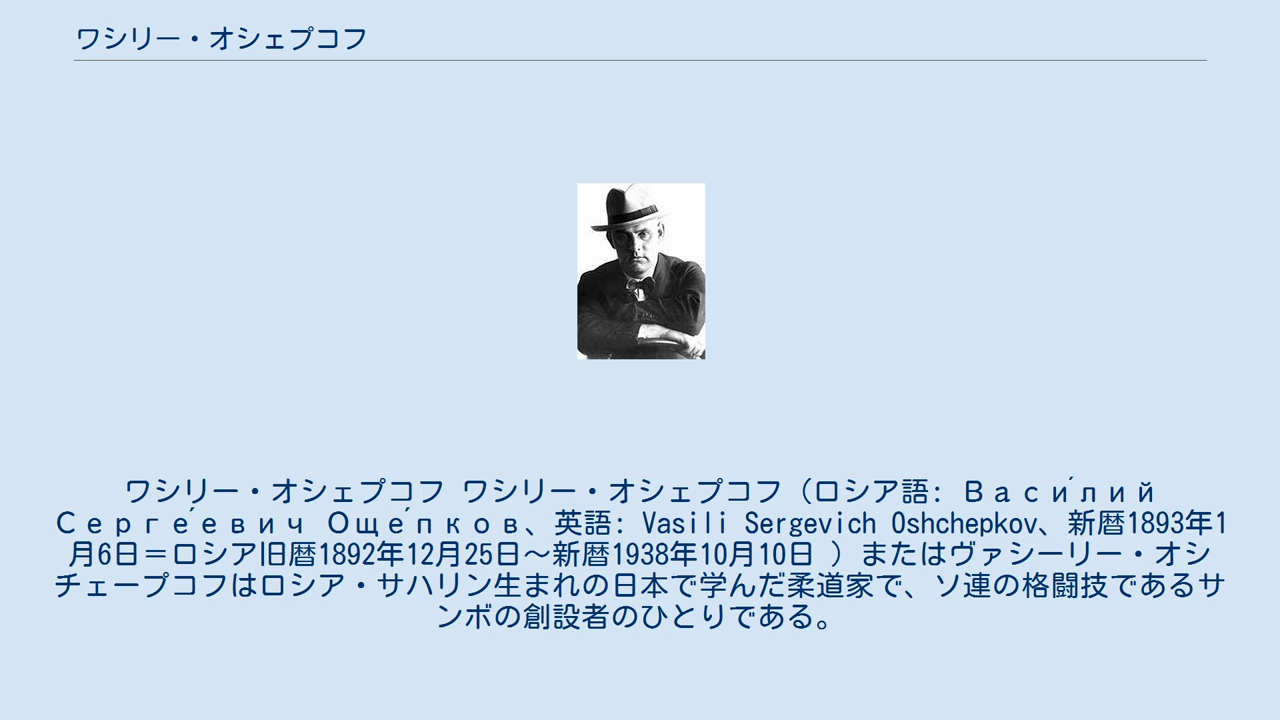 ワシリー・オシェプコフ
ワシリー・オシェプコフ ワシリー・オシェプコフ（ロシア語: Васи́лий
Серге́евич Още́пков、英語: Vasili Sergevich Oshchepkov、新暦1893年1
月6日＝ロシア旧暦1892年12月25日～新暦1938年10月10日 ）またはヴァシーリー・オシ
チェープコフはロシア・サハリン生まれの日本で学んだ柔道家で、ソ連の格闘技であるサ
ンボの創設者のひとりである。